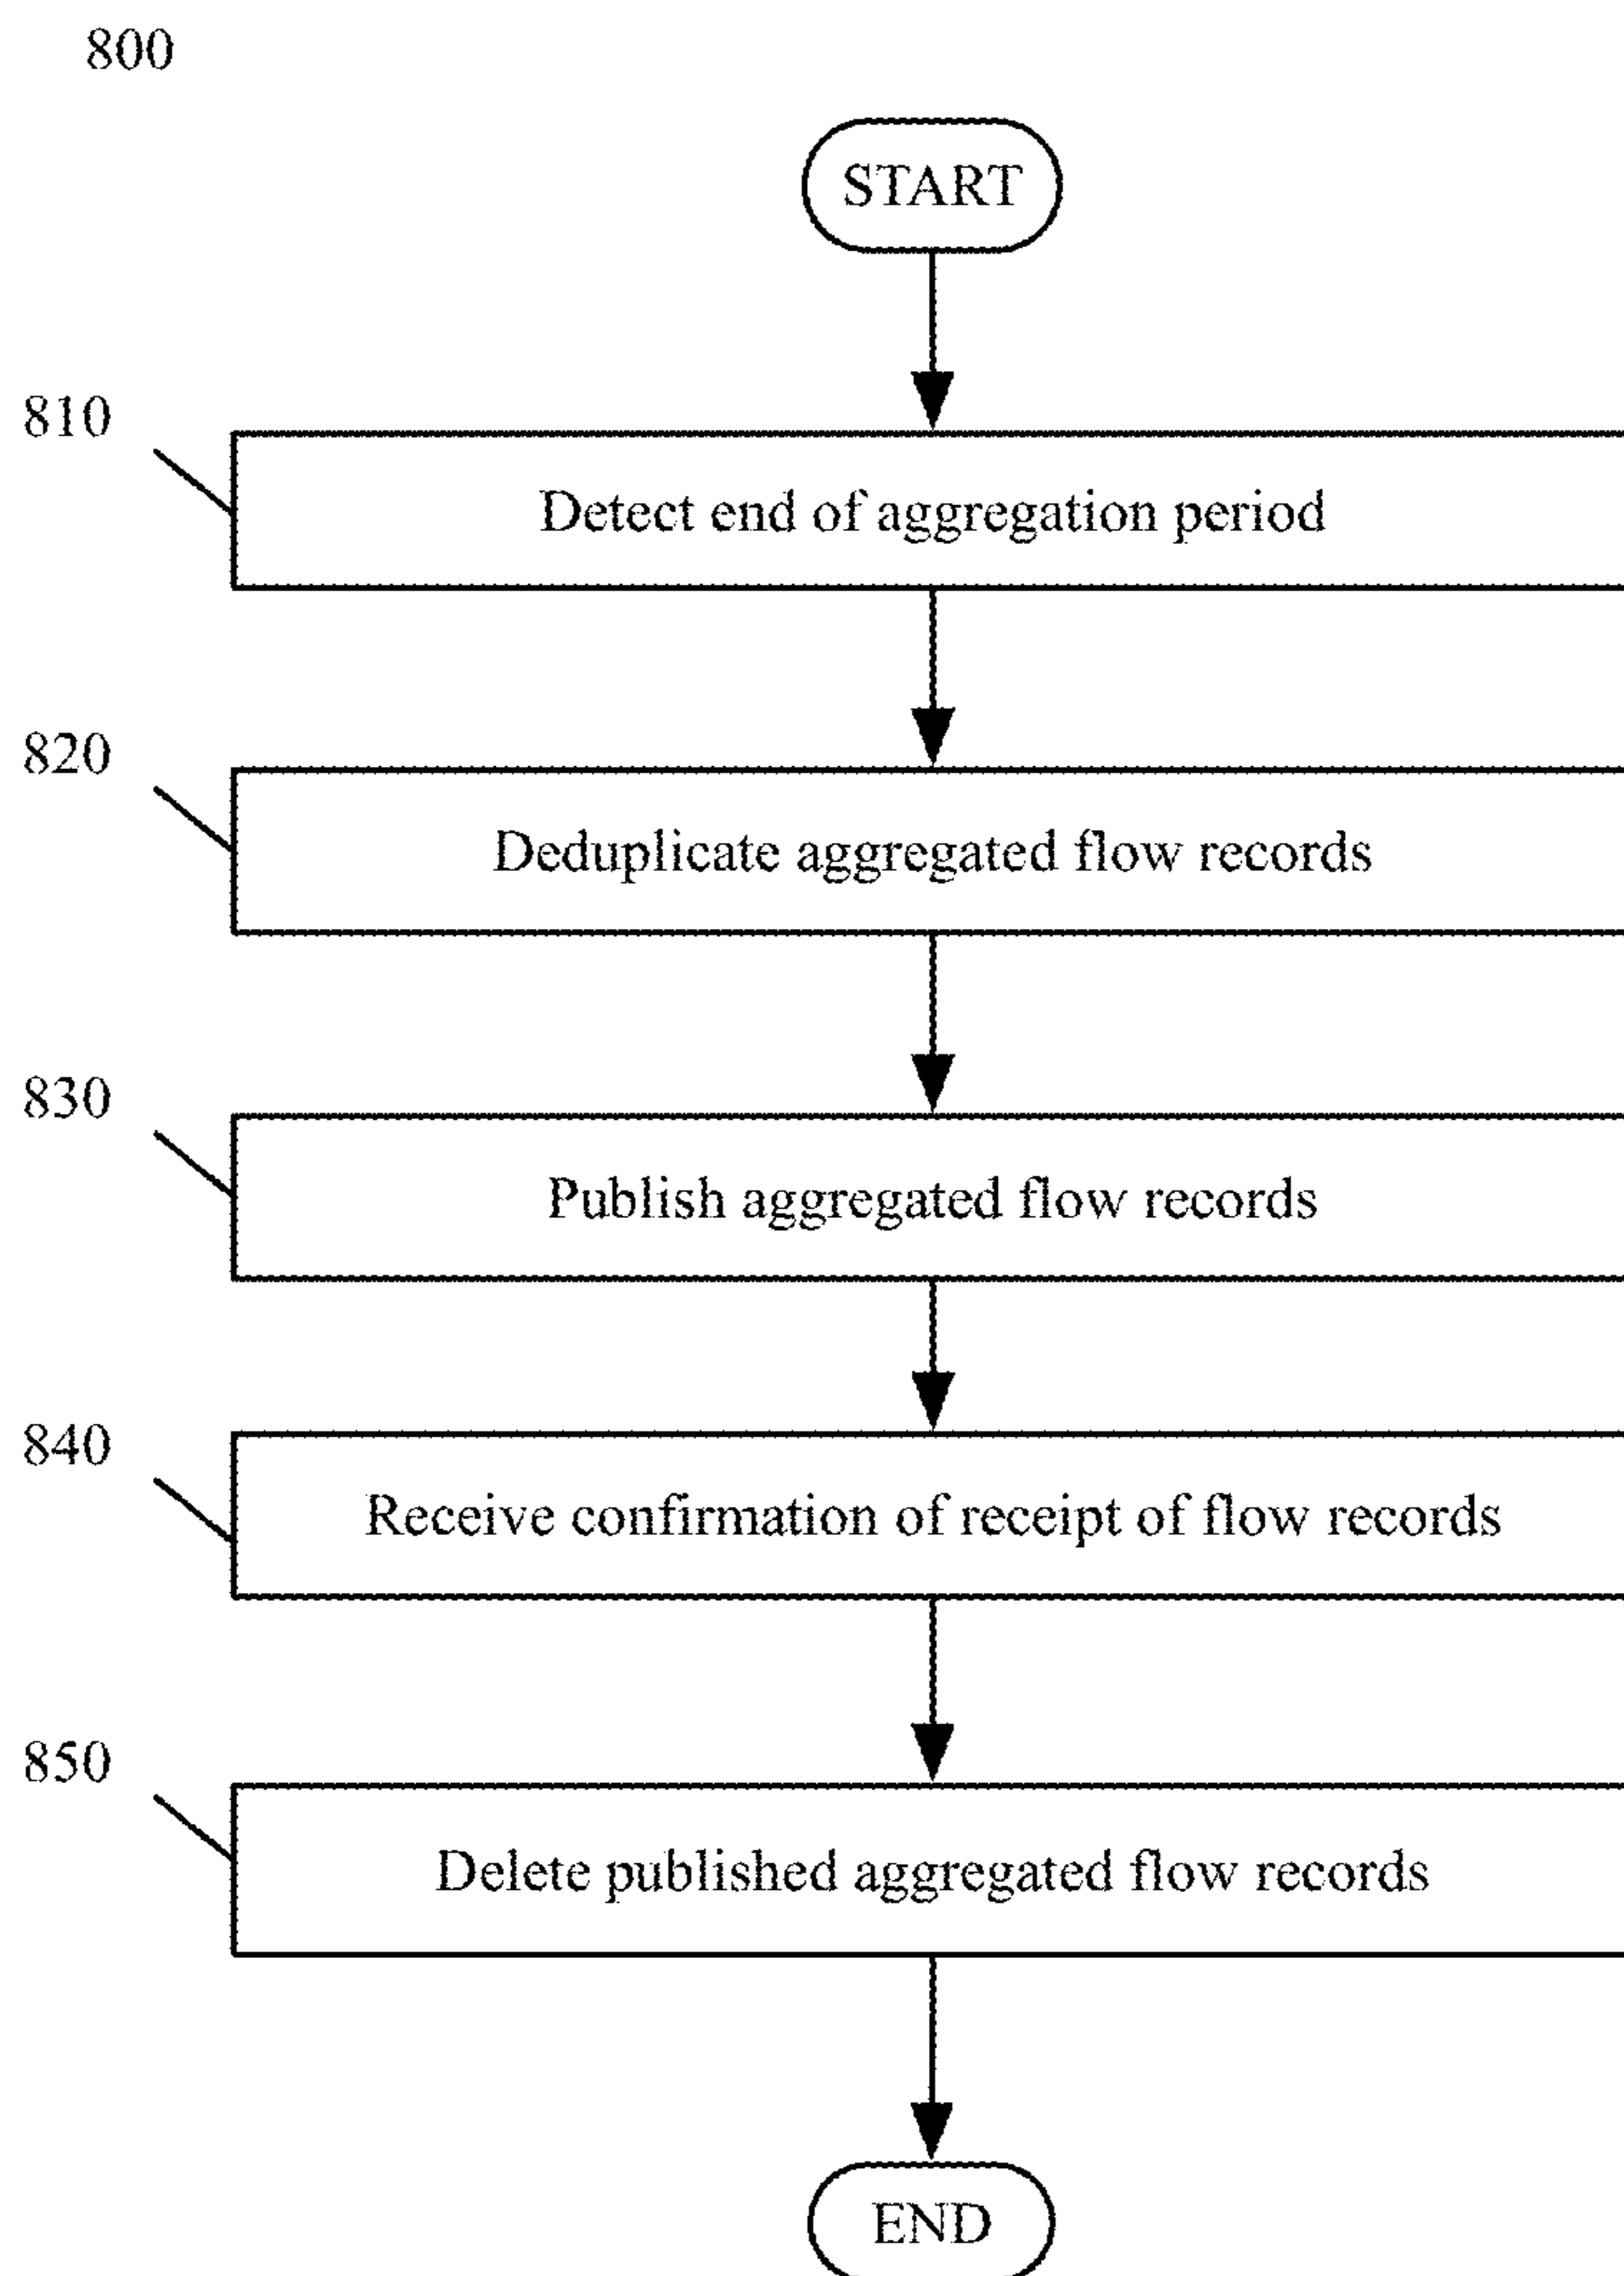 800
START
810
Detect end of aggregation period
820
Deduplicate aggregated flow records
830
Publish aggregated flow records
840
Receive confirmation of receipt of flow records
850
Delete published aggregated flow records
END